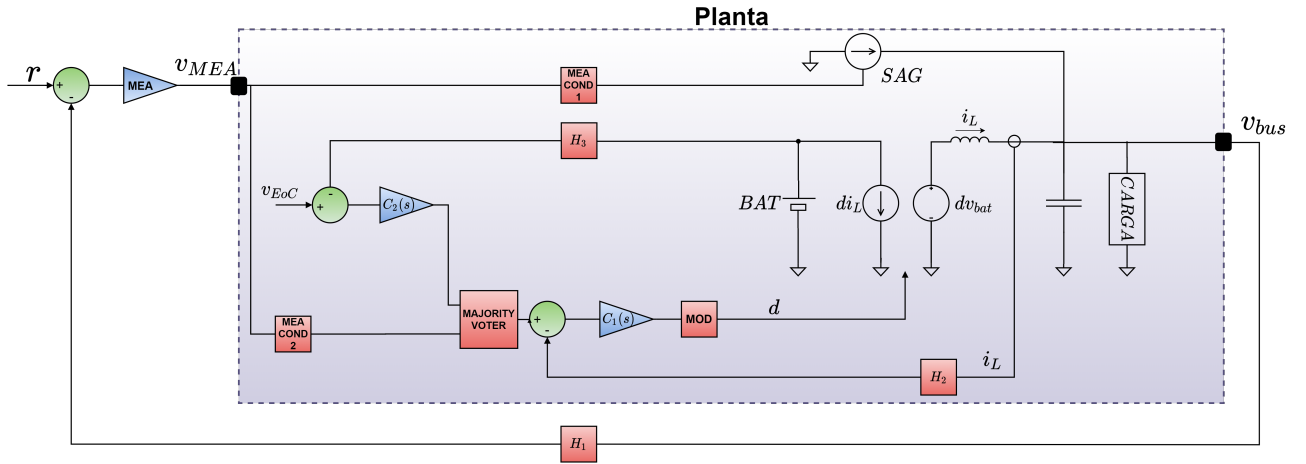 Planta
r
+
-
MEA
v_MEA
MEA
COND
1
SAG
H_3
i_L
v_bus
v_EoC
-
+
C_2(s)
BAT
di_L
+
-
dv_bat
CARGA
MEA
COND
2
MAJORITY
VOTER
+
-
C_1(s)
MOD
d
H_2
i_L
H_1